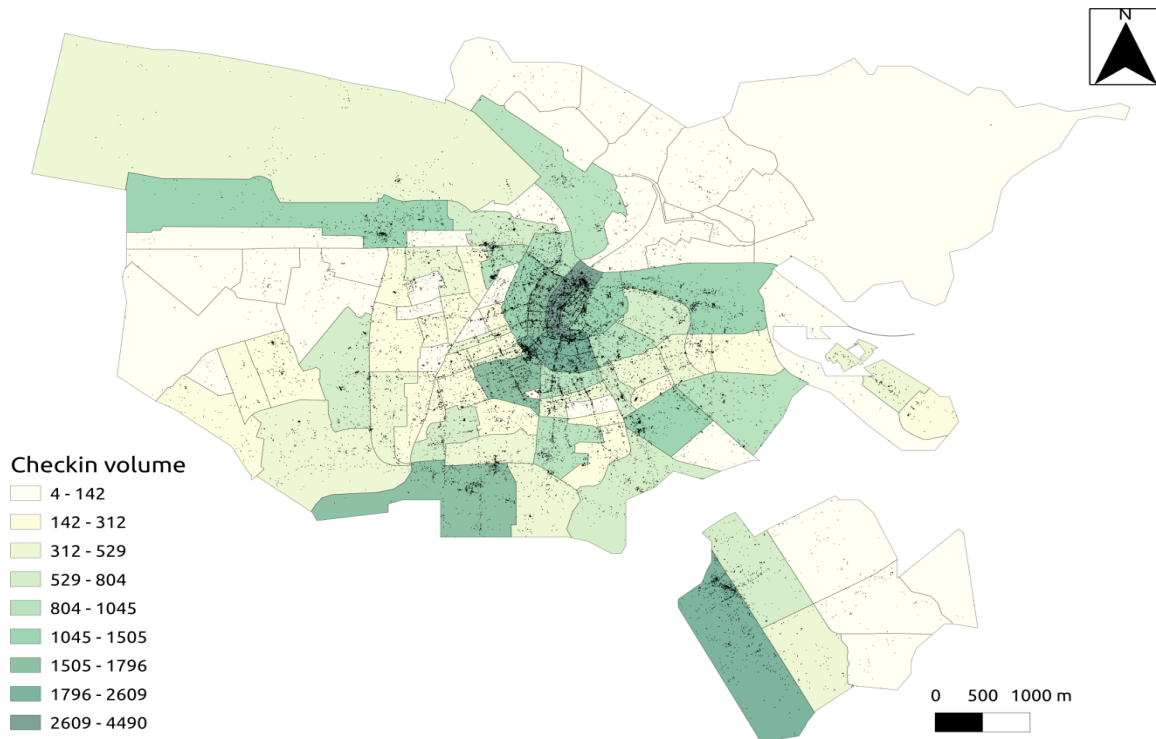 N
Checkin volume
4 - 142
142 - 312
312 - 529
529 - 804
804 - 1045
1045 - 1505
1505 - 1796
1796 - 2609
2609 - 4490
0 500 1000 m